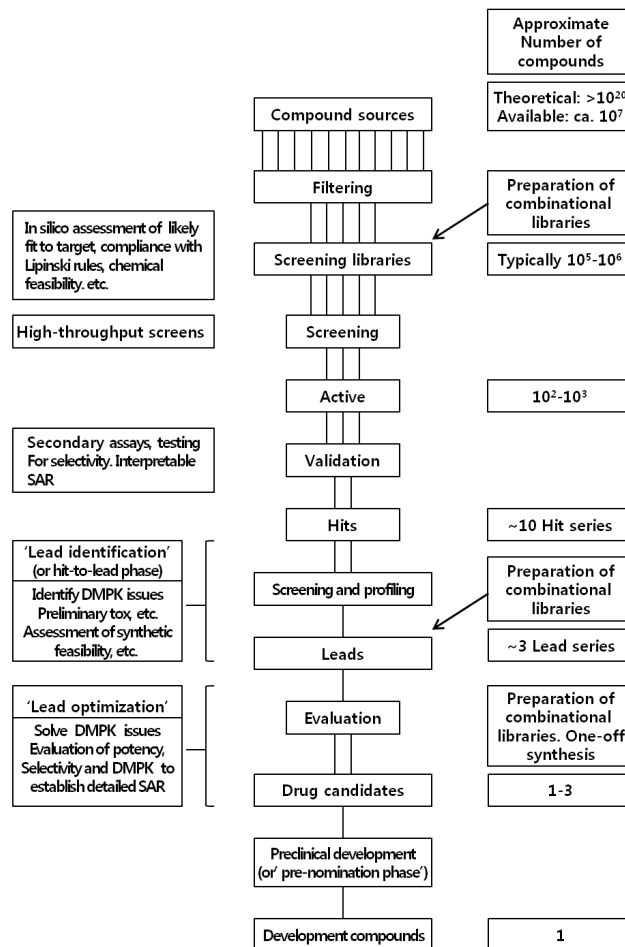 Approximate
Number of
compounds
Theoretical: >10²⁰
Available: ca. 10⁷
Compound sources
Filtering
Preparation of
combinational
libraries
In silico assessment of likely
fit to target, compliance with
Lipinski rules, chemical
feasibility. etc.
Screening libraries
Typically 10⁵-10⁶
High-throughput screens
Screening
Active
10²-10³
Secondary assays, testing
For selectivity. Interpretable
SAR
Validation
Hits
~10 Hit series
'Lead identification'
(or hit-to-lead phase)
Identify DMPK issues
Preliminary tox, etc.
Assessment of synthetic
feasibility, etc.
Screening and profiling
Preparation of
combinational
libraries
Leads
~3 Lead series
'Lead optimization'
Solve DMPK issues
Evaluation of potency,
Selectivity and DMPK to
establish detailed SAR
Evaluation
Preparation of
combinational
libraries. One-off
synthesis
Drug candidates
1-3
Preclinical development
(or' pre-nomination phase')
Development compounds
1